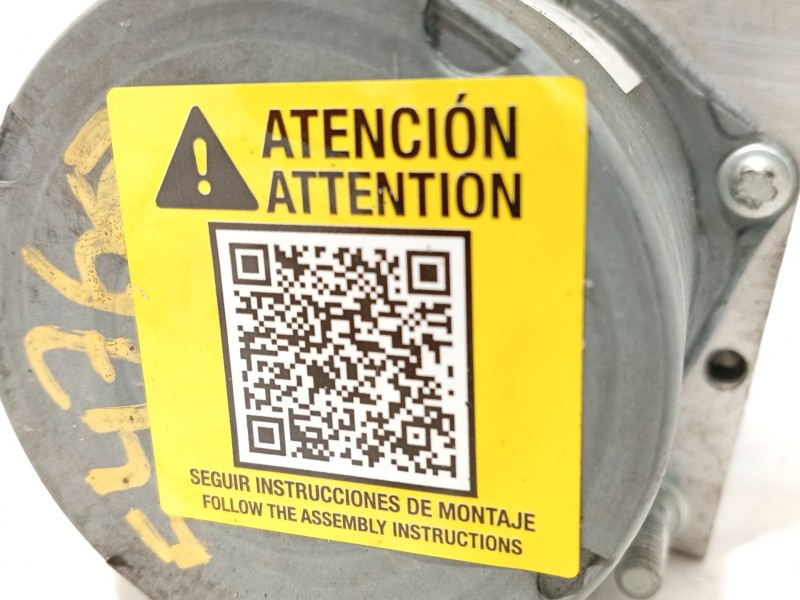 ATENCIÓN
ATTENTION
SEGUIR INSTRUCCIONES DE MONTAJE
FOLLOW THE ASSEMBLY INSTRUCTIONS